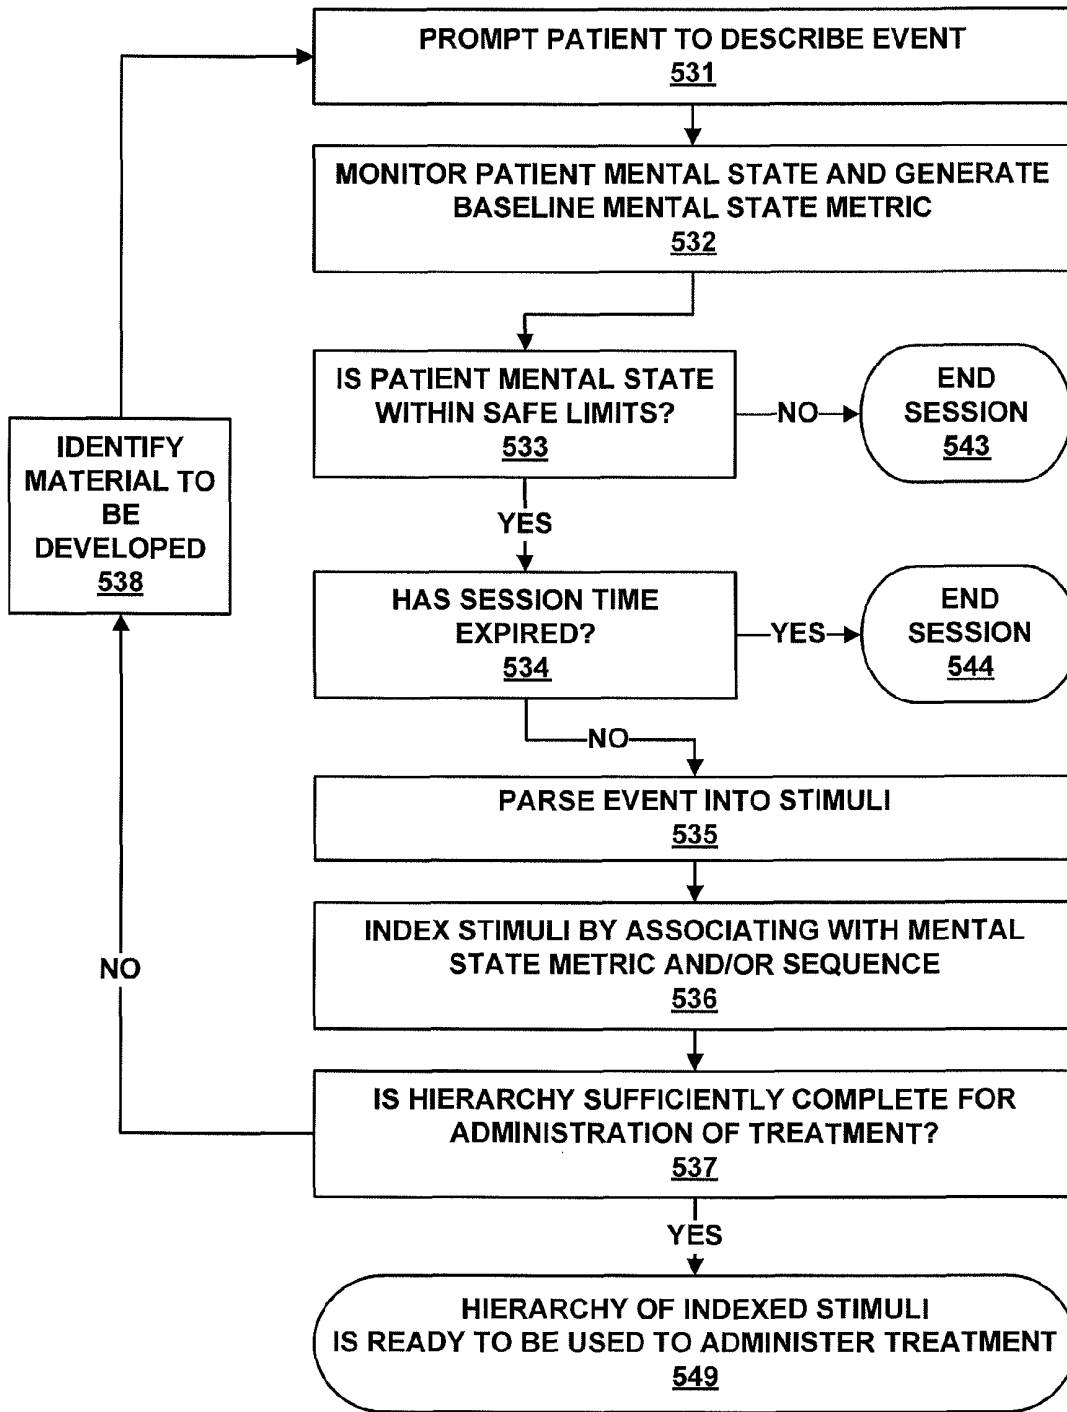 PROMPT PATIENT TO DESCRIBE EVENT
531
MONITOR PATIENT MENTAL STATE AND GENERATE
BASELINE MENTAL STATE METRIC
532
IS PATIENT MENTAL STATE
WITHIN SAFE LIMITS?
533
NO
END
SESSION
543
YES
HAS SESSION TIME
EXPIRED?
534
YES
END
SESSION
544
NO
PARSE EVENT INTO STIMULI
535
INDEX STIMULI BY ASSOCIATING WITH MENTAL
STATE METRIC AND/OR SEQUENCE
536
IS HIERARCHY SUFFICIENTLY COMPLETE FOR
ADMINISTRATION OF TREATMENT?
537
NO
IDENTIFY
MATERIAL TO
BE
DEVELOPED
538
YES
HIERARCHY OF INDEXED STIMULI
IS READY TO BE USED TO ADMINISTER TREATMENT
549